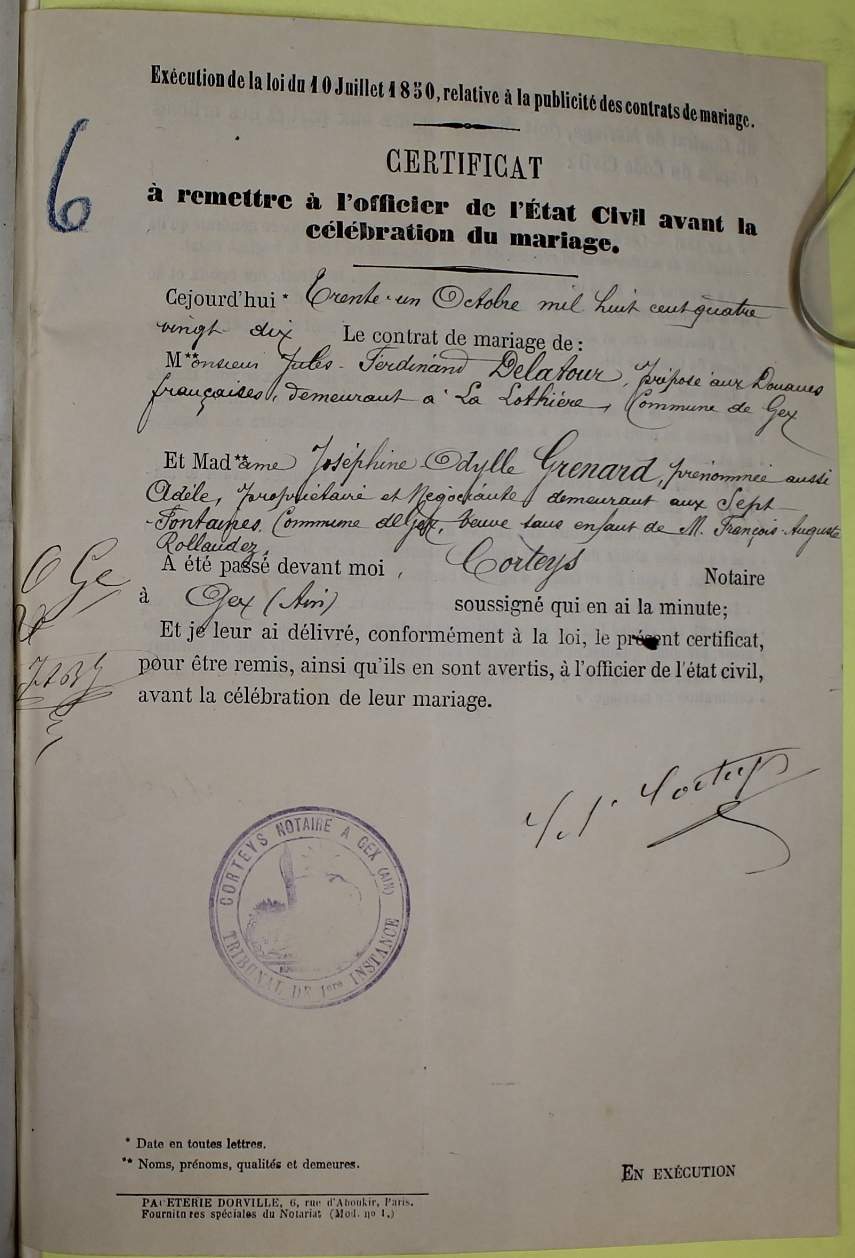 Exécution de la loi du 10 Juillet 1850, relative à la publicité des contrats de mariage.
6
CERTIFICAT
à remettre à l'officier de l'État Civil avant la
célébration du mariage.
Cejourd'hui * Trente-un Octobre mil huit cent quatre
vingt dix Le contrat de mariage de :
M**onsieur Jules-Ferdinand Delatour, préposé aux Douanes
françaises, demeurant à La Lothière, Commune de Gex
Et Mad**ame Joséphine Odylle Grenard, prénommée aussi
Adèle, propriétaire et Négociante, demeurant aux Sept-
-Fontaines, Commune de Gex, Veuve sans enfant de M. François-Auguste
Rollandez,
A été passé devant moi, Corteys Notaire
à Gex (Ain) soussigné qui en ai la minute;
Et je leur ai délivré, conformément à la loi, le présent certificat,
pour être remis, ainsi qu'ils en sont avertis, à l'officier de l'état civil,
avant la célébration de leur mariage.
Corteys
CORTEYS NOTAIRE A GEX (AIN)
TRIBUNAL DE 1ère INSTANCE
* Date en toutes lettres.
** Noms, prénoms, qualités et demeures.
EN EXÉCUTION
PAPETERIE DORVILLE, 6, rue d'Aboukir, Paris.
Fournitures spéciales du Notariat (Mod. no 1.)